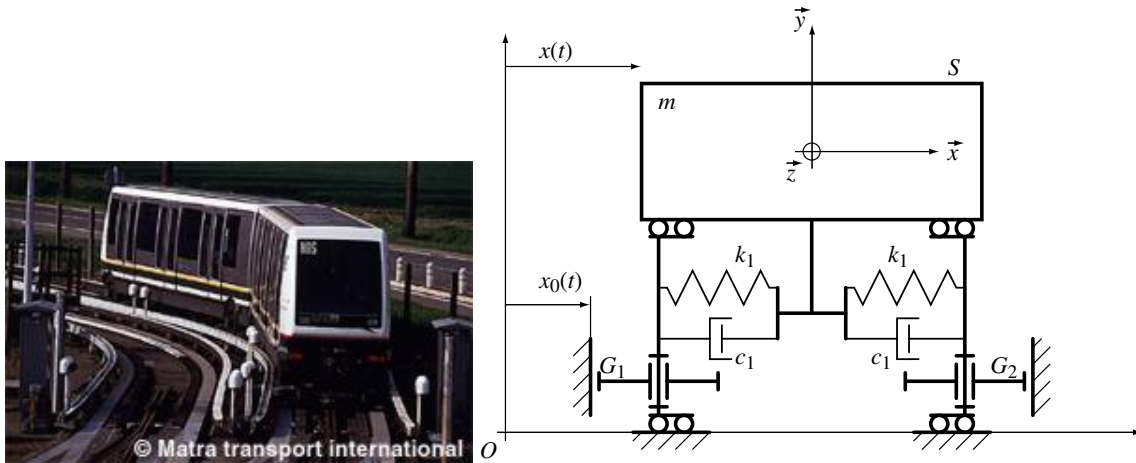 © Matra transport international
y
x(t)
S
m
z
x
k1
k1
x0(t)
c1
c1
G1
G2
O